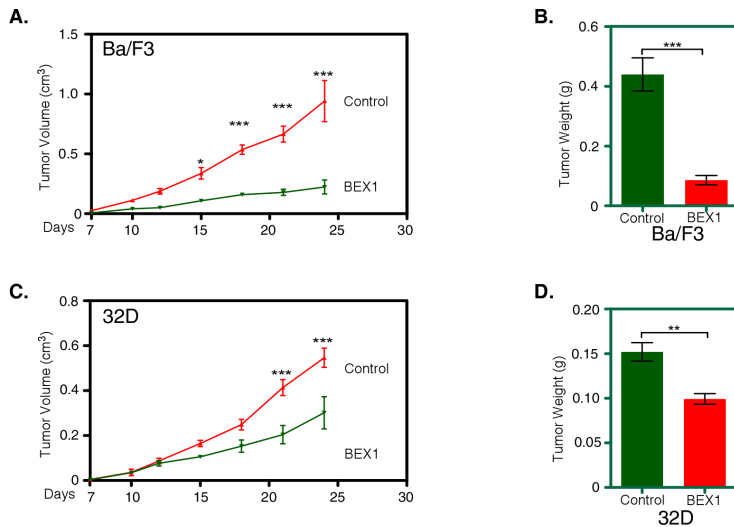 A.
Ba/F3
Tumor Volume (cm3)
1.5
1.0
0.5
0
*
***
***
***
Control
BEX1
Days
7 10 15 20 25 30
B.
Tumor Weight (g)
0.6
0.4
0.2
0
***
Control BEX1
Ba/F3
C.
32D
Tumor Volume (cm3)
0.8
0.6
0.4
0.2
0
***
***
Control
BEX1
Days
7 10 15 20 25 30
D.
Tumor Weight (g)
0.20
0.15
0.10
0.05
0
**
Control BEX1
32D